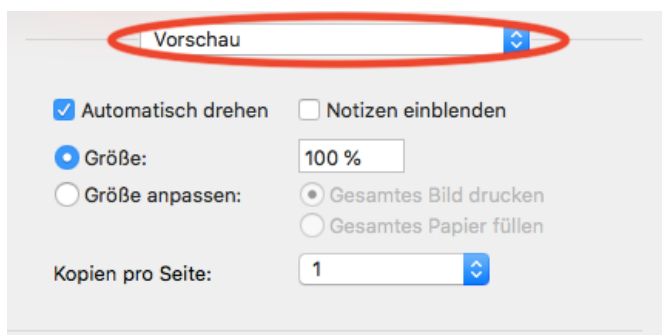 Vorschau
Automatisch drehen Notizen einblenden
Größe: 100 %
Größe anpassen: Gesamtes Bild drucken
Gesamtes Papier füllen
Kopien pro Seite: 1